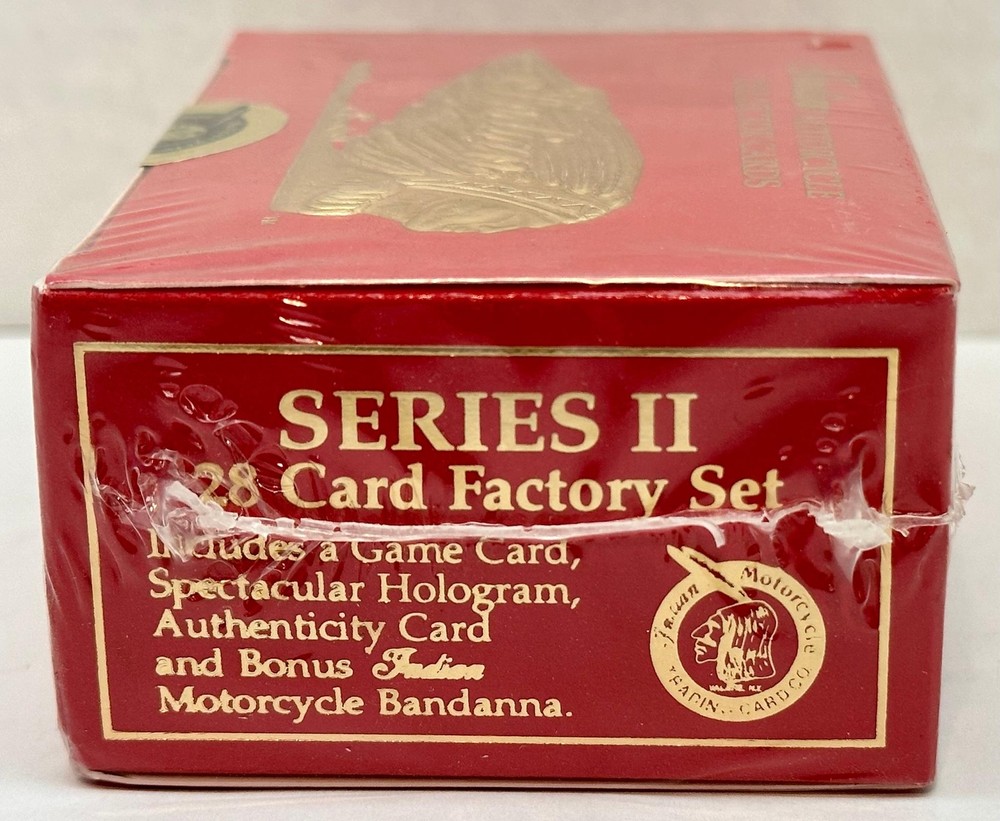 SERIES II
28 Card Factory Set
Includes a Game Card,
Spectacular Hologram,
Authenticity Card
and Bonus Indian
Motorcycle Bandanna.
Indian Motorcycle
TRADING CARD CO.
TM